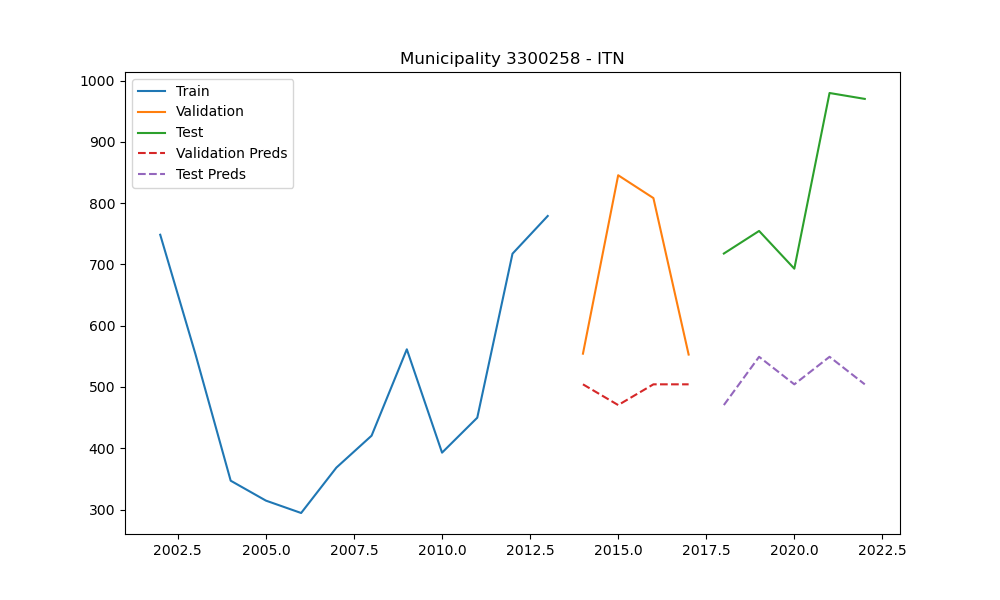 Municipality 3300258 - ITN
1000
900
800
700
600
500
400
300
Train
Validation
Test
Validation Preds
Test Preds
2002.5 2005.0 2007.5 2010.0 2012.5 2015.0 2017.5 2020.0 2022.5